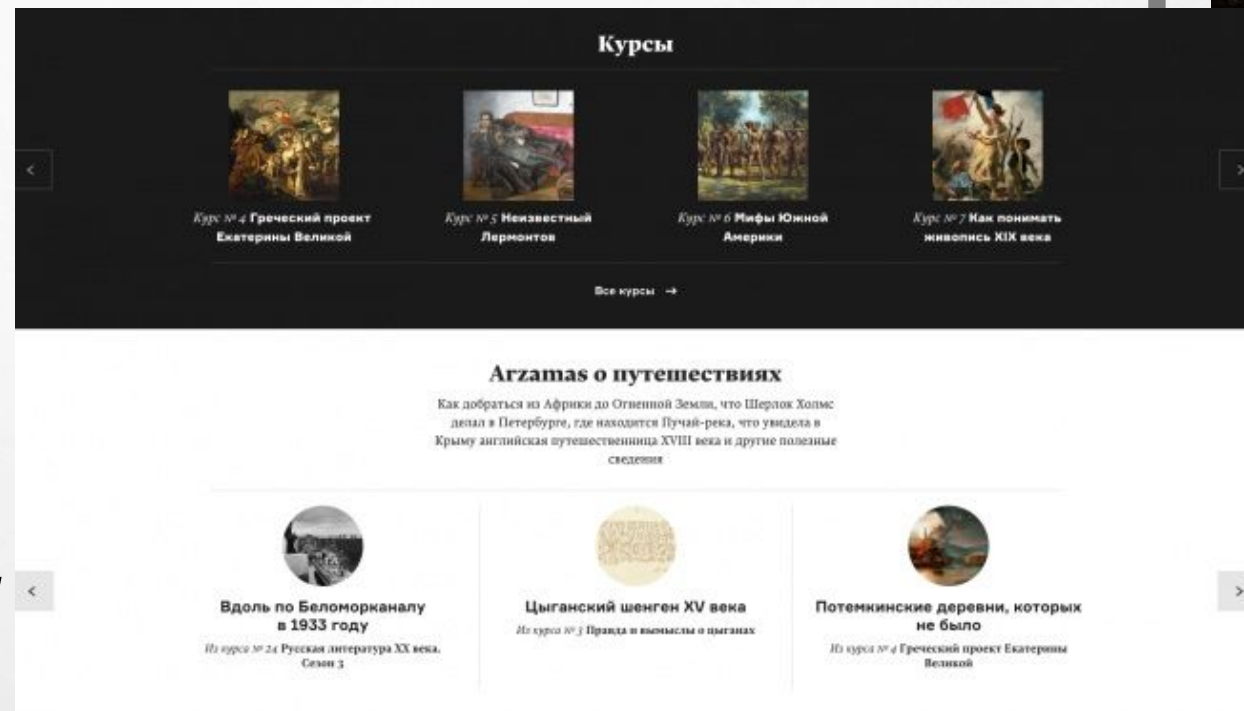 Курсы
Курс № 4 Греческий проект
Екатерины Великой
Курс № 5 Неизвестный
Лермонтов
Курс № 6 Мифы Южной
Америки
Курс № 7 Как понимать
живопись XIX века
Все курсы →
Arzamas о путешествиях
Как добраться из Африки до Огненной Земли, что Шерлок Холмс
делал в Петербурге, где находится Пучай-река, что увидела в
Крыму английская путешественница XVIII века и другие полезные
сведения
Вдоль по Беломорканалу
в 1933 году
Из курса № 24 Русская литература XX века.
Сезон 3
Цыганский шенген XV века
Из курса № 3 Правда и вымыслы о цыганах
Потемкинские деревни, которых
не было
Из курса № 4 Греческий проект Екатерины
Великой